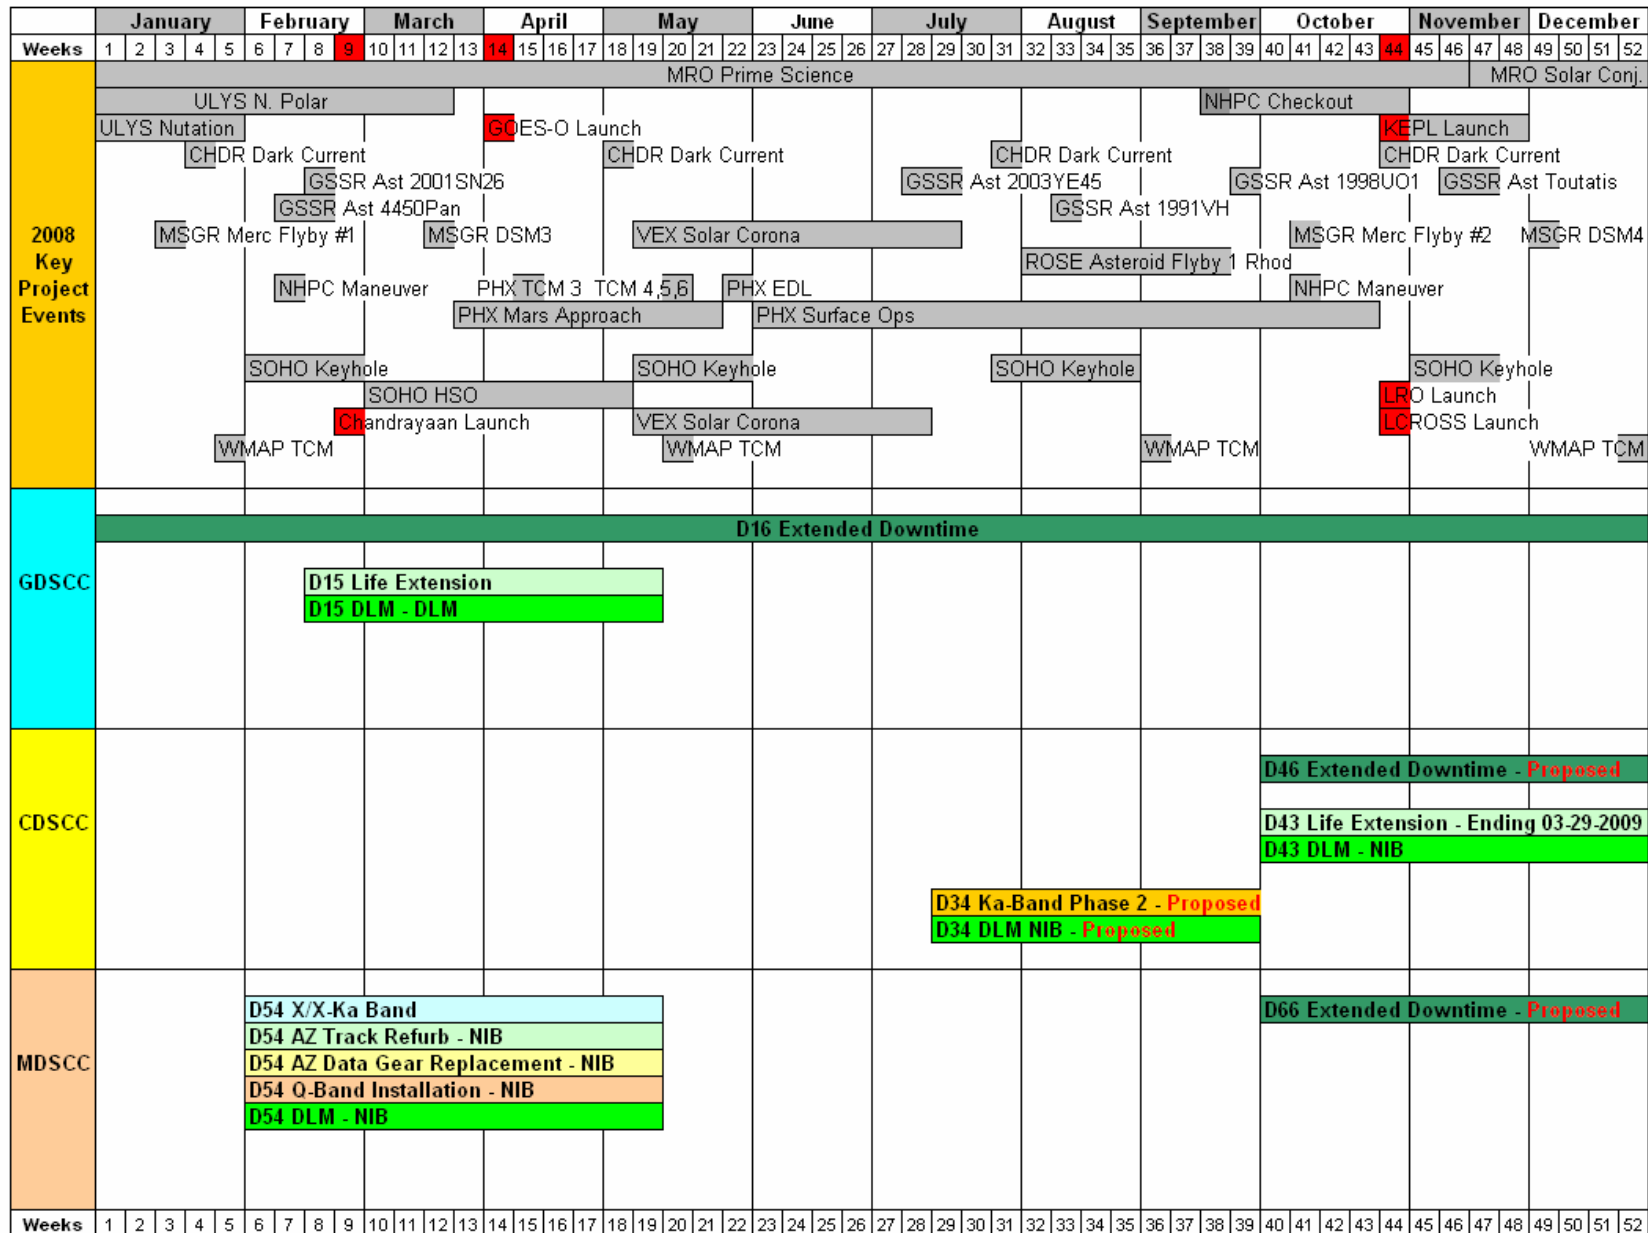 January February March April May June July August September October November December
Weeks 1 2 3 4 5 6 7 8 9 10 11 12 13 14 15 16 17 18 19 20 21 22 23 24 25 26 27 28 29 30 31 32 33 34 35 36 37 38 39 40 41 42 43 44 45 46 47 48 49 50 51 52
MRO Prime Science MRO Solar Conj.
ULYS N. Polar NHPC Checkout
ULYS Nutation GOES-O Launch KEPL Launch
CHDR Dark Current CHDR Dark Current CHDR Dark Current CHDR Dark Current
GSSR Ast 2001SN26 GSSR Ast 2003YE45 GSSR Ast 1998UO1 GSSR Ast Toutatis
GSSR Ast 4450Pan GSSR Ast 1991VH
2008 Key Project Events
MSGR Merc Flyby #1 MSGR DSM3 VEX Solar Corona MSGR Merc Flyby #2 MSGR DSM4
ROSE Asteroid Flyby 1 Rhod
NHPC Maneuver PHX TCM 3 TCM 4,5,6 PHX EDL NHPC Maneuver
PHX Mars Approach PHX Surface Ops
SOHO Keyhole SOHO Keyhole SOHO Keyhole SOHO Keyhole
SOHO HSO LRO Launch
Chandrayaan Launch VEX Solar Corona LCROSS Launch
WMAP TCM WMAP TCM WMAP TCM WMAP TCM
D16 Extended Downtime
GDSCC
D15 Life Extension
D15 DLM - DLM
D46 Extended Downtime - Proposed
CDSCC
D43 Life Extension - Ending 03-29-2009
D43 DLM - NIB
D34 Ka-Band Phase 2 - Proposed
D34 DLM NIB - Proposed
D54 X/X-Ka Band D66 Extended Downtime - Proposed
D54 AZ Track Refurb - NIB
MDSCC
D54 AZ Data Gear Replacement - NIB
D54 Q-Band Installation - NIB
D54 DLM - NIB
Weeks 1 2 3 4 5 6 7 8 9 10 11 12 13 14 15 16 17 18 19 20 21 22 23 24 25 26 27 28 29 30 31 32 33 34 35 36 37 38 39 40 41 42 43 44 45 46 47 48 49 50 51 52